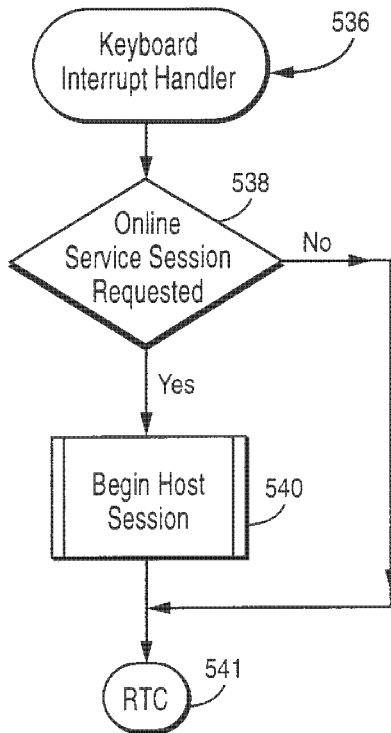 Keyboard
Interrupt Handler
536
538
Online
Service Session
Requested
No
Yes
Begin Host
Session
540
541
RTC